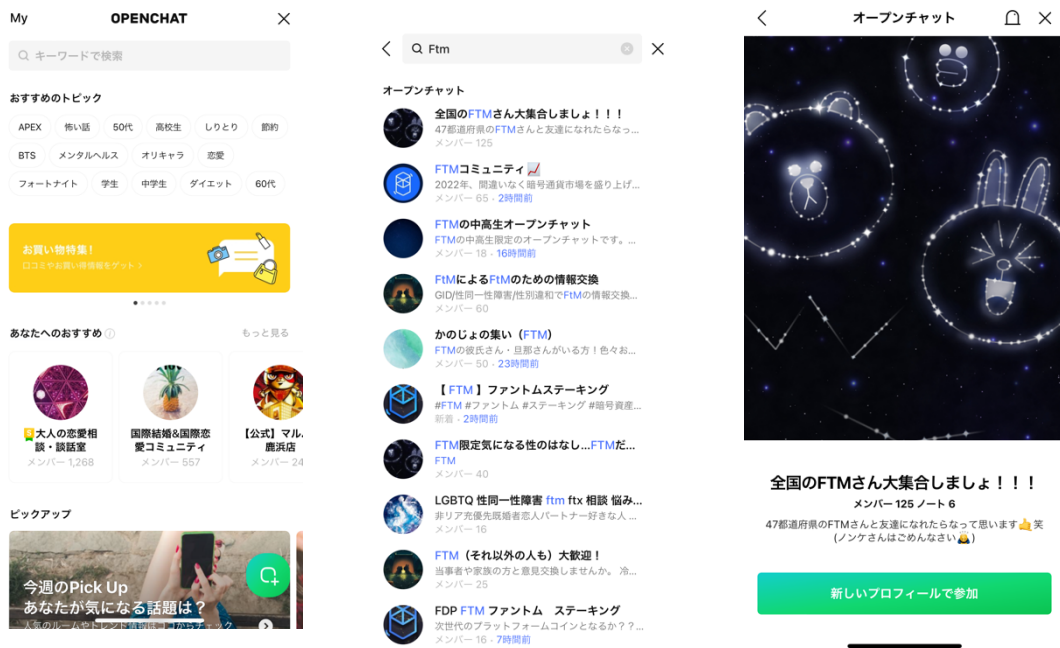 My
OPENCHAT
キーワードで検索
おすすめのトピック
APEX
怖い話
50代
高校生
しりとり
節約
BTS
メンタルヘルス
オリキャラ
恋愛
フォートナイト
学生
中学生
ダイエット
60代
お買い物特集!
口コミやお買い得情報をゲット
あなたへのおすすめ
もっと見る
大人の恋愛相
談・談話室
メンバー 1,268
国際結婚&国際恋
愛コミュニティ
メンバー 557
【公式】マル
鹿浜店
メンバー 24
ピックアップ
今週のPick Up
あなたが気になる話題は?
人気のルームやトレンド情報はココからチェック
Ftm
オープンチャット
全国のFTMさん大集合しましょ!!!
47都道府県のFTMさんと友達になれたらなっ...
メンバー 125
FTMコミュニティ📈
2022年、間違いなく暗号通貨市場を盛り上げ...
メンバー 65・2時間前
FTMの中高生オープンチャット
FTMの中高生限定のオープンチャットです。...
メンバー 18・16時間前
FtMによるFtMのための情報交換
GID/性同一性障害/性別違和でFtMの情報交換...
メンバー 60
かのじょの集い(FTM)
FTMの彼氏さん・旦那さんがいる方!色々お...
メンバー 50・23時間前
【 FTM 】ファントムステーキング
#FTM #ファントム #ステーキング #暗号資産...
新着・2時間前
FTM限定気になる性のはなし...FTMだ...
FTM
メンバー 40
LGBTQ 性同一性障害 ftm ftx 相談 悩み...
非リア充優先既婚者恋人パートナー好きな人 ...
メンバー 16
FTM(それ以外の人も)大歓迎!
当事者や家族の方と意見交換しませんか。 冷...
メンバー 25
FDP FTM ファントム ステーキング
次世代のプラットフォームコインとなるか??...
メンバー 16・7時間前
オープンチャット
全国のFTMさん大集合しましょ!!!
メンバー 125 ノート 6
47都道府県のFTMさんと友達になれたらなって思います🤙笑
(ノンケさんはごめんなさい🙇)
新しいプロフィールで参加